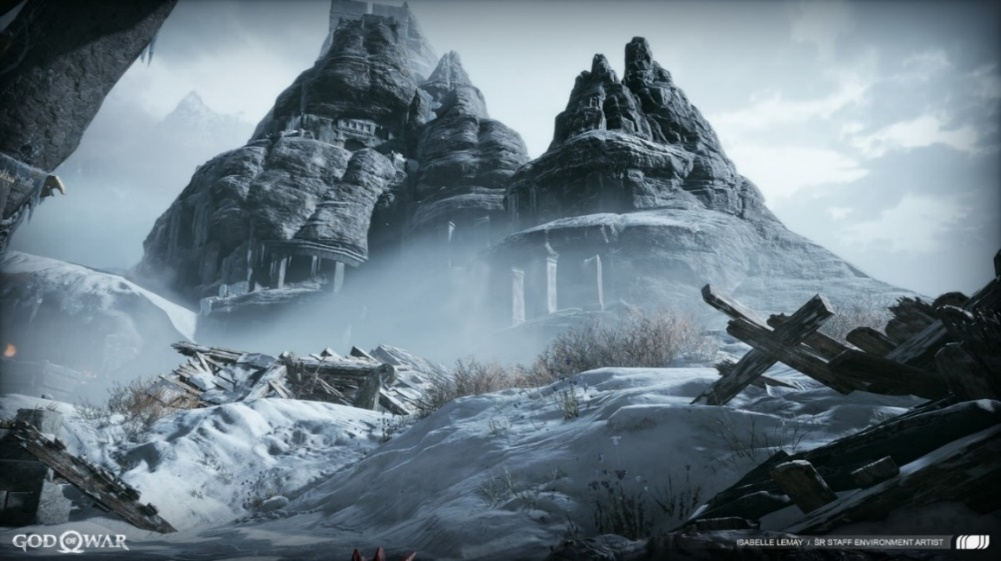 GOD OF WAR
ISABELLE LEMAY / SR STAFF ENVIRONMENT ARTIST